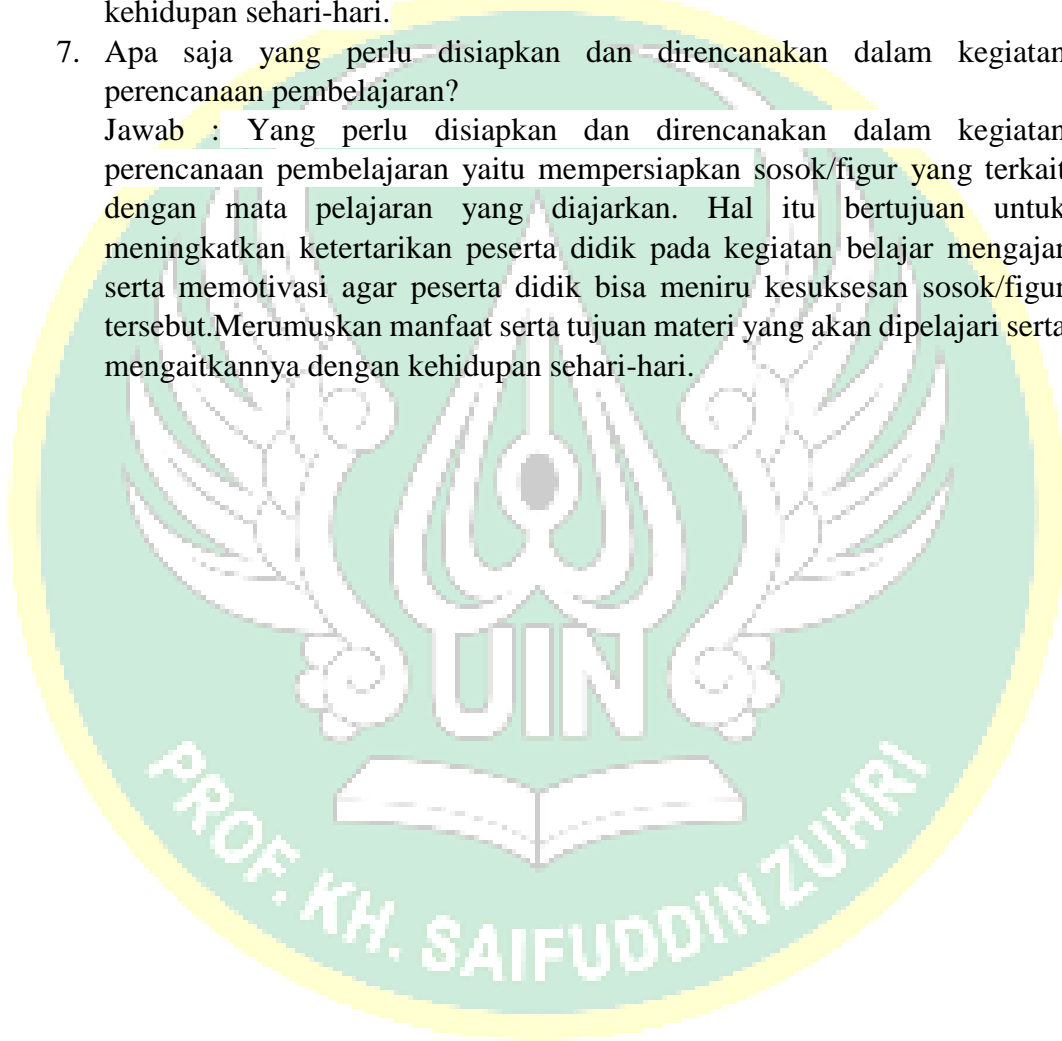 kehidupan sehari-hari.
7. Apa saja yang perlu disiapkan dan direncanakan dalam kegiatan
perencanaan pembelajaran?
Jawab : Yang perlu disiapkan dan direncanakan dalam kegiatan
perencanaan pembelajaran yaitu mempersiapkan sosok/figur yang terkait
dengan mata pelajaran yang diajarkan. Hal itu bertujuan untuk
meningkatkan ketertarikan peserta didik pada kegiatan belajar mengajar
serta memotivasi agar peserta didik bisa meniru kesuksesan sosok/figur
tersebut.Merumuskan manfaat serta tujuan materi yang akan dipelajari serta
mengaitkannya dengan kehidupan sehari-hari.
UIN
PROF. KH. SAIFUDDIN ZUHRI